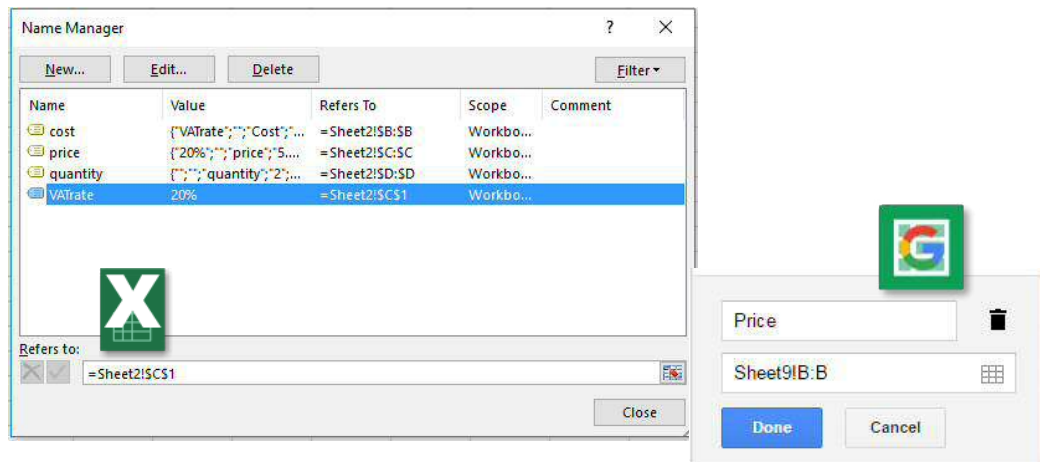 Name Manager ? ✕
New... Edit... Delete Filter
Name Value Refers To Scope Comment
cost {"VATrate";"";"Cost";"... =Sheet2!$B:$B Workbo...
price {"20%";"";"price";"5.... =Sheet2!$C:$C Workbo...
quantity {"";"";"quantity";"2";... =Sheet2!$D:$D Workbo...
VATrate 20% =Sheet2!$C$1 Workbo...
X
G
Refers to:
=Sheet2!$C$1
Close
Price
Sheet9!B:B
Done Cancel